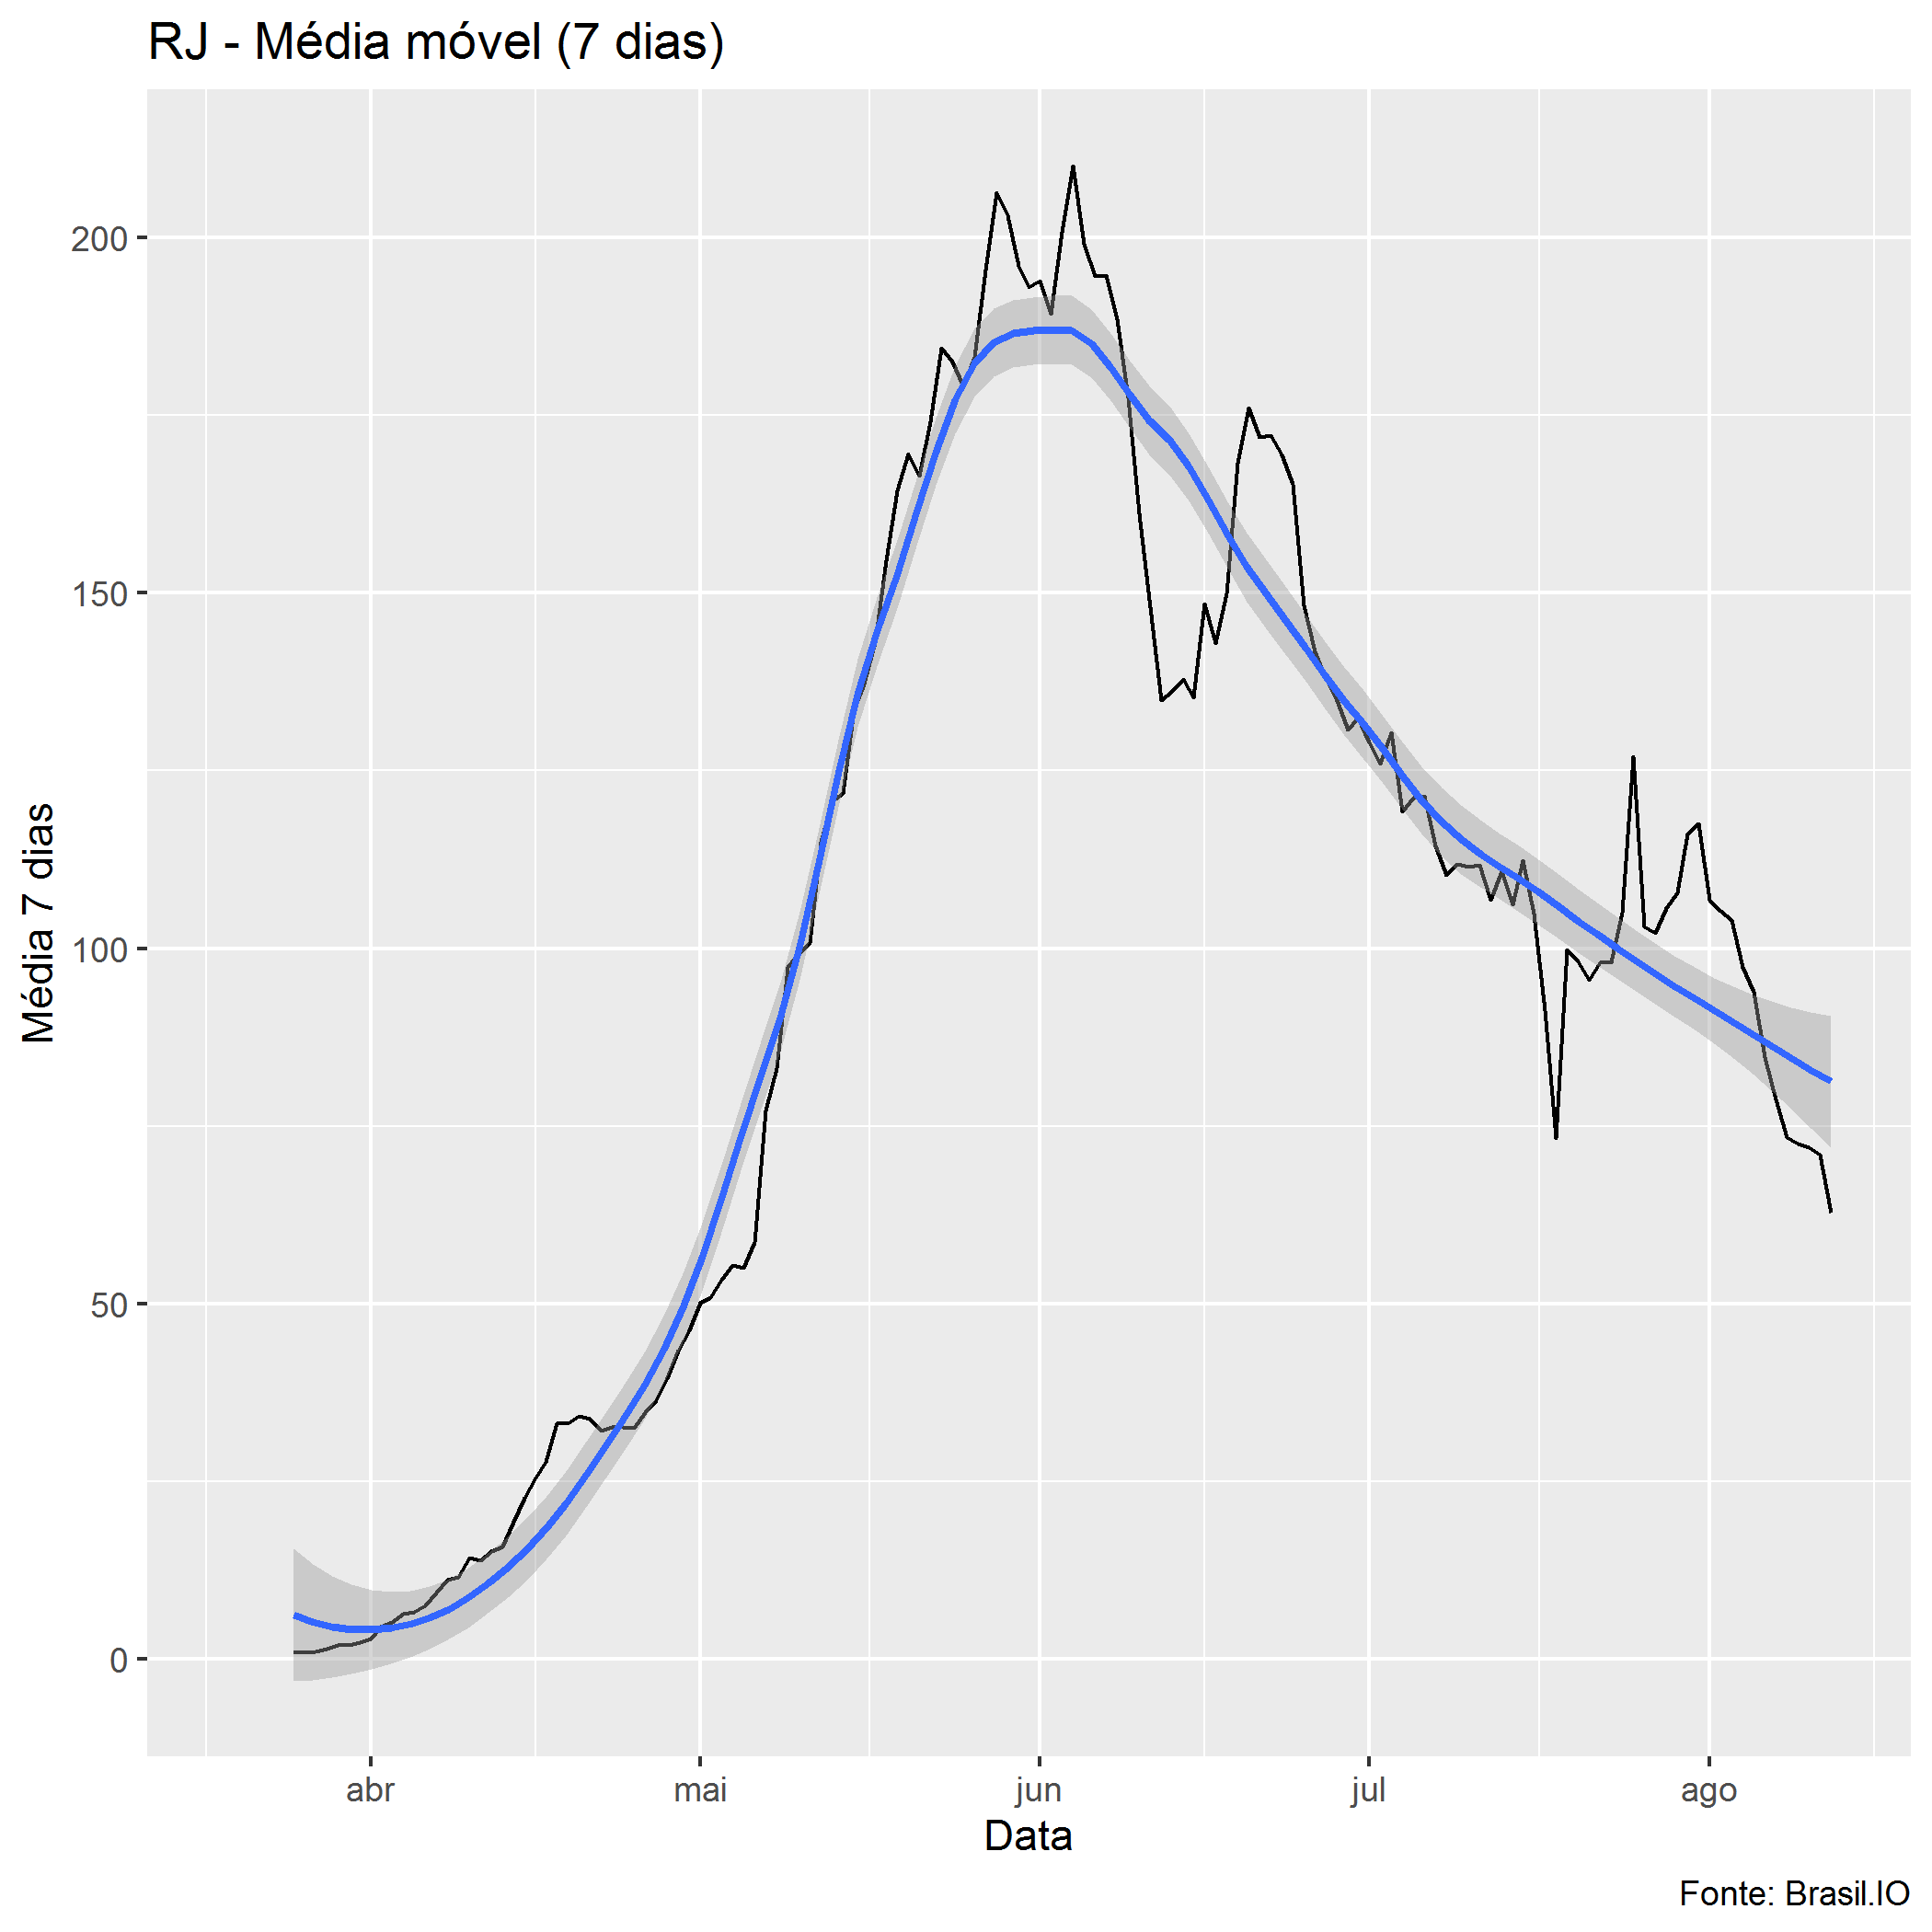 RJ - Média móvel (7 dias)
Média 7 dias
200
150
100
50
0
abr mai jun jul ago
Data
Fonte: Brasil.IO